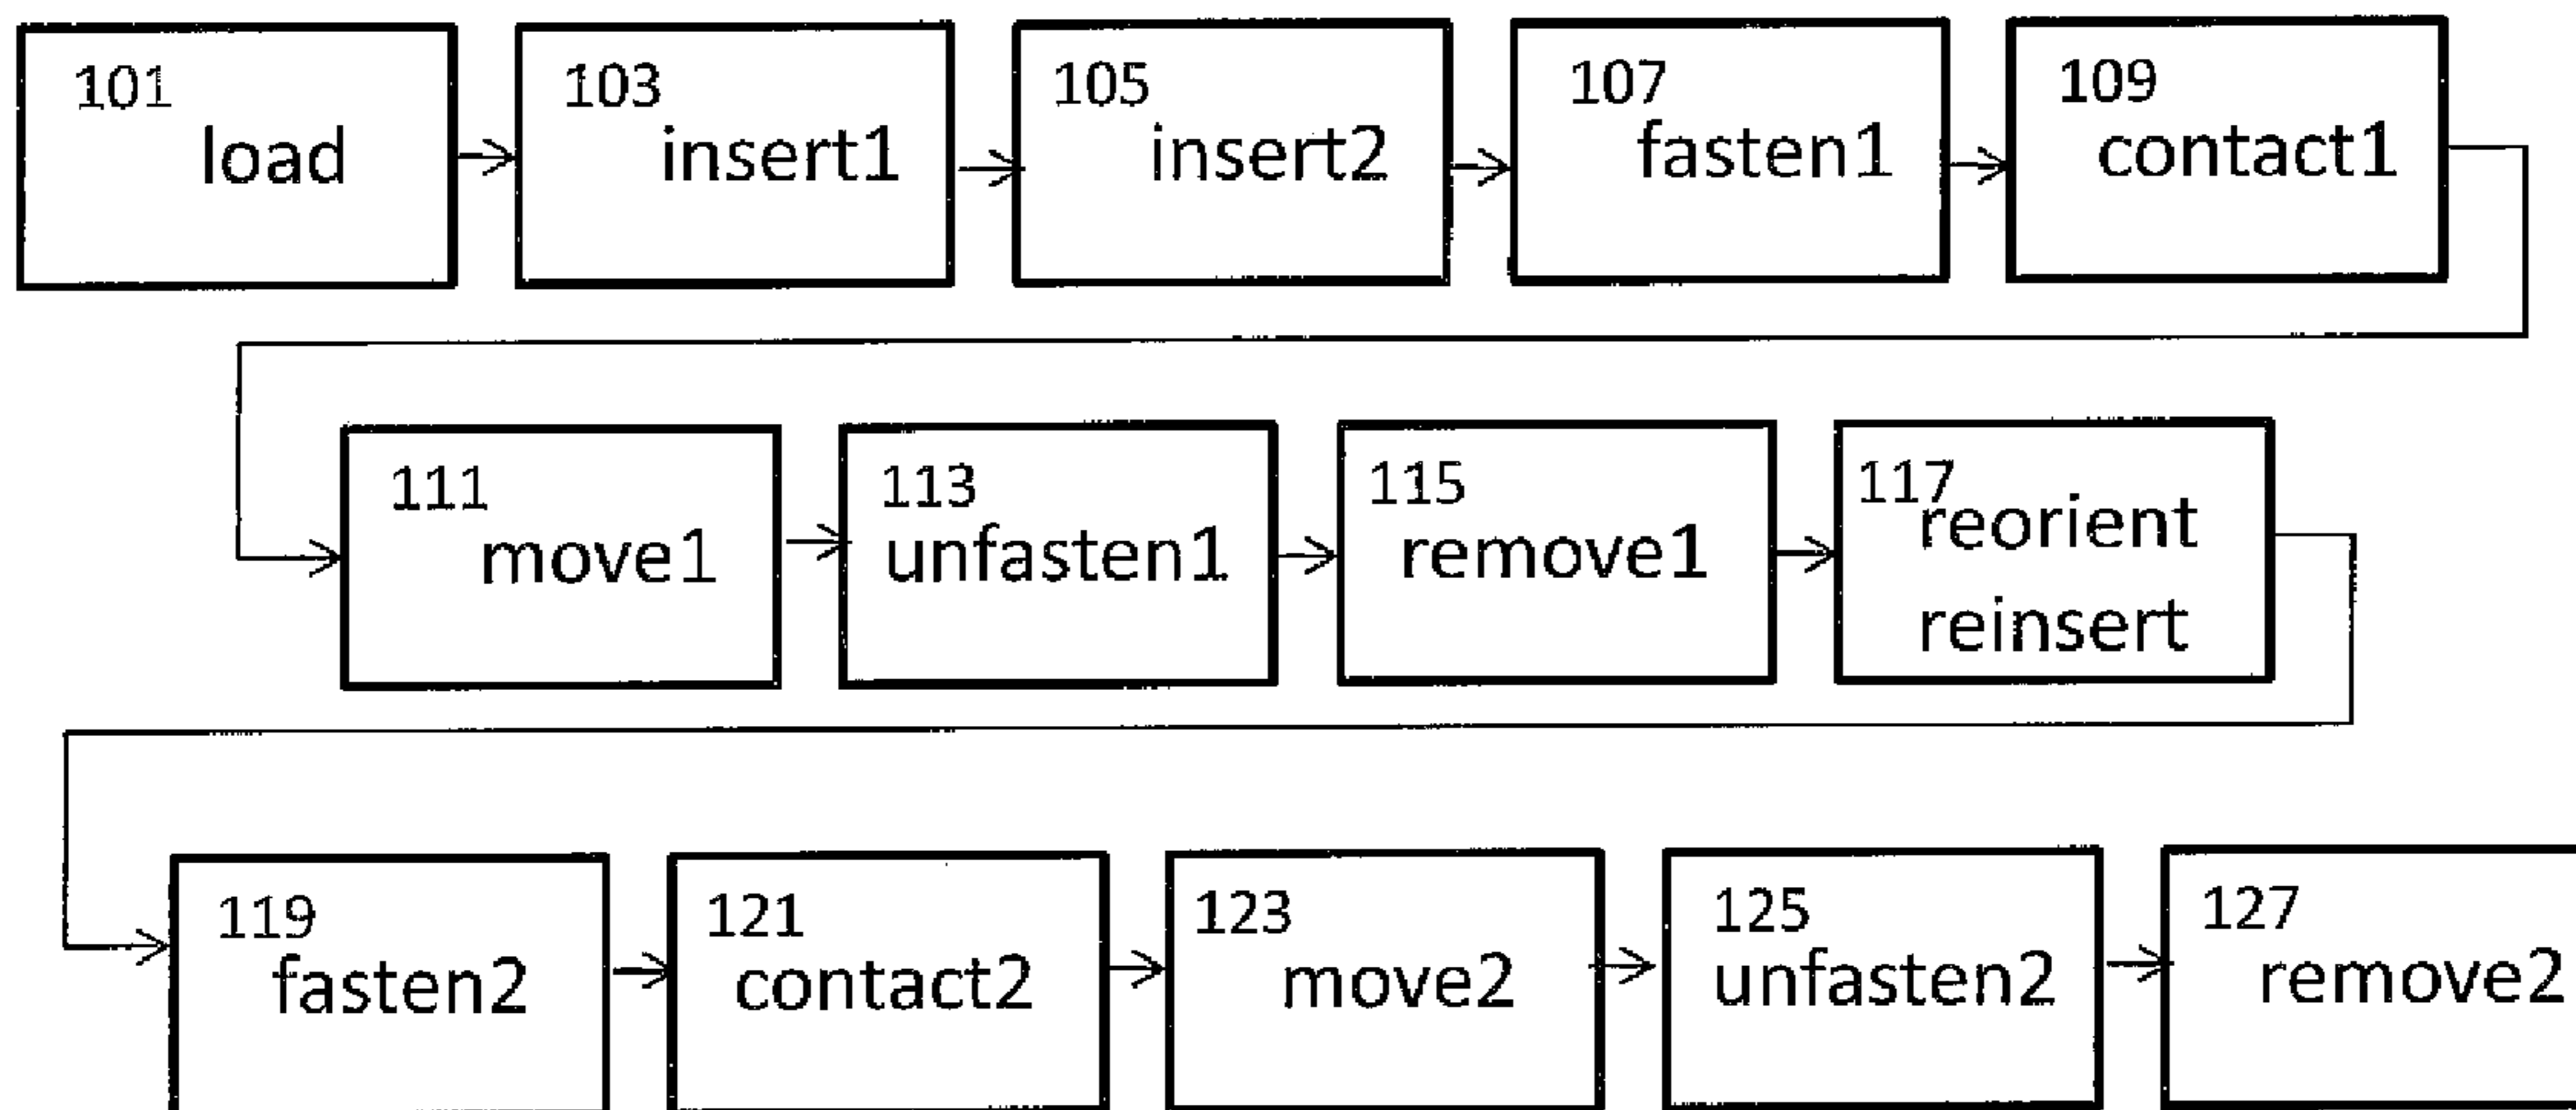 101
load
103
insert1
105
insert2
107
fasten1
109
contact1
111
move1
113
unfasten1
115
remove1
117
reorient
reinsert
119
fasten2
121
contact2
123
move2
125
unfasten2
127
remove2